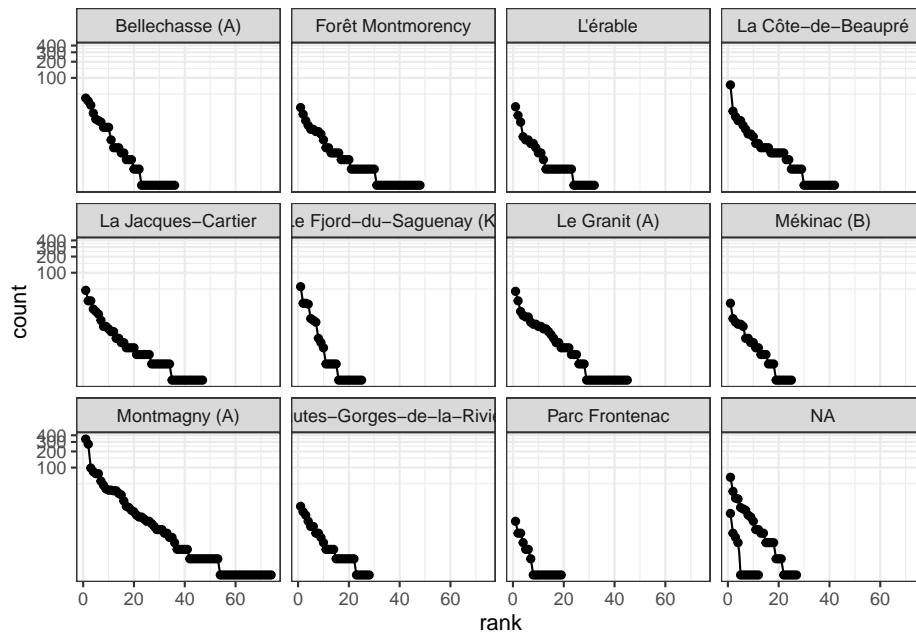 Bellechasse (A)
Forêt Montmorency
L'érable
La Côte−de−Beaupré
400
300
200
100
La Jacques−Cartier
Le Fjord−du−Saguenay (K
Le Granit (A)
Mékinac (B)
400
300
200
100
count
Montmagny (A)
utes−Gorges−de−la−Riviè
Parc Frontenac
NA
400
300
200
100
0 20 40 60
0 20 40 60
0 20 40 60
0 20 40 60
rank